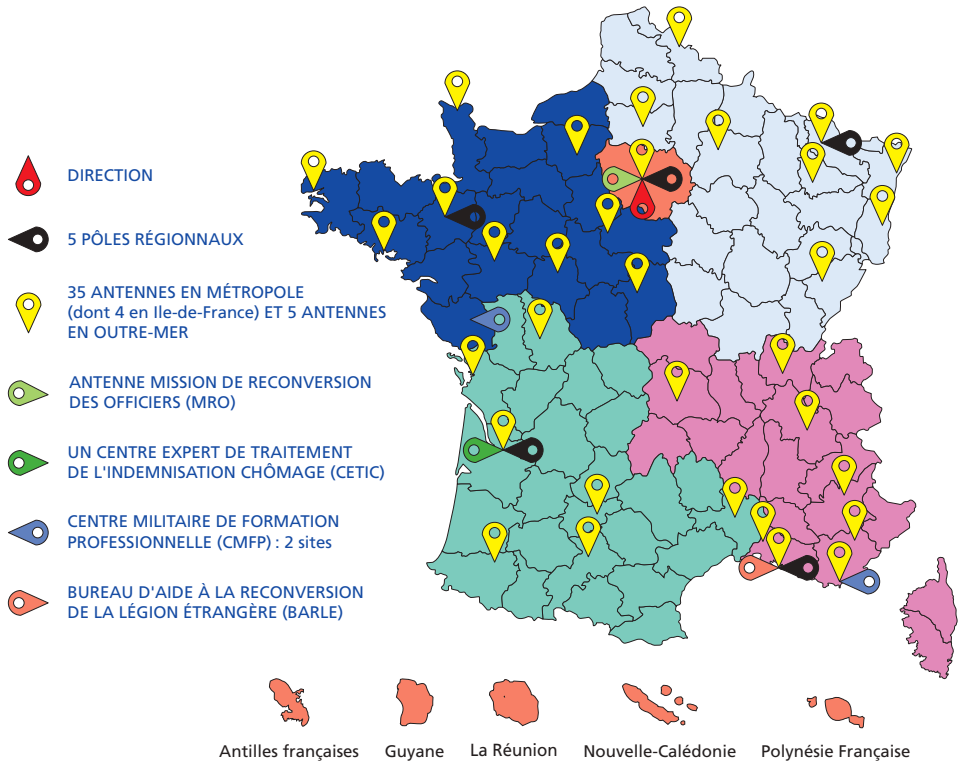 DIRECTION
5 PÔLES RÉGIONNAUX
35 ANTENNES EN MÉTROPOLE
(dont 4 en Ile-de-France) ET 5 ANTENNES
EN OUTRE-MER
ANTENNE MISSION DE RECONVERSION
DES OFFICIERS (MRO)
UN CENTRE EXPERT DE TRAITEMENT
DE L'INDEMNISATION CHÔMAGE (CETIC)
CENTRE MILITAIRE DE FORMATION
PROFESSIONNELLE (CMFP) : 2 sites
BUREAU D'AIDE À LA RECONVERSION
DE LA LÉGION ÉTRANGÈRE (BARLE)
Antilles françaises
Guyane
La Réunion
Nouvelle-Calédonie
Polynésie Française